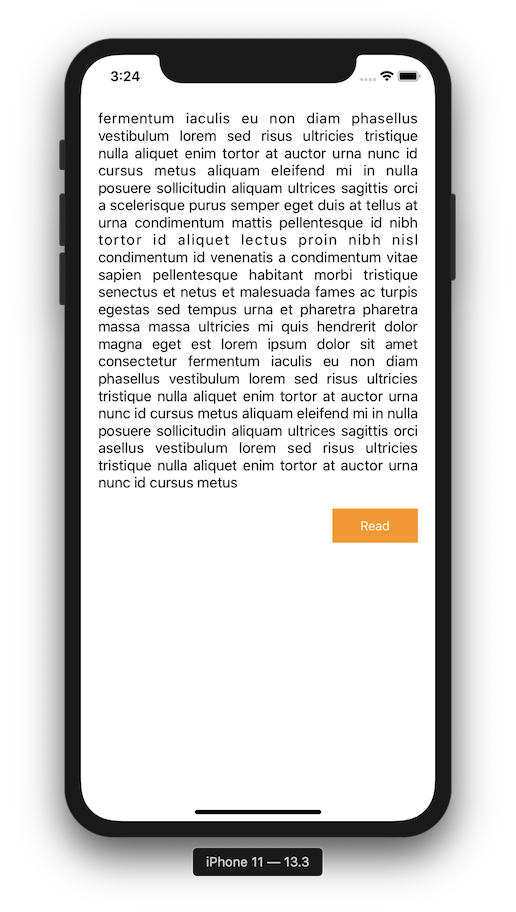 3:24
fermentum iaculis eu non diam phasellus
vestibulum lorem sed risus ultricies tristique
nulla aliquet enim tortor at auctor urna nunc id
cursus metus aliquam eleifend mi in nulla
posuere sollicitudin aliquam ultrices sagittis orci
a scelerisque purus semper eget duis at tellus at
urna condimentum mattis pellentesque id nibh
tortor id aliquet lectus proin nibh nisl
condimentum id venenatis a condimentum vitae
sapien pellentesque habitant morbi tristique
senectus et netus et malesuada fames ac turpis
egestas sed tempus urna et pharetra pharetra
massa massa ultricies mi quis hendrerit dolor
magna eget est lorem ipsum dolor sit amet
consectetur fermentum iaculis eu non diam
phasellus vestibulum lorem sed risus ultricies
tristique nulla aliquet enim tortor at auctor urna
nunc id cursus metus aliquam eleifend mi in nulla
posuere sollicitudin aliquam ultrices sagittis orci
asellus vestibulum lorem sed risus ultricies
tristique nulla aliquet enim tortor at auctor urna
nunc id cursus metus
Read
iPhone 11 — 13.3